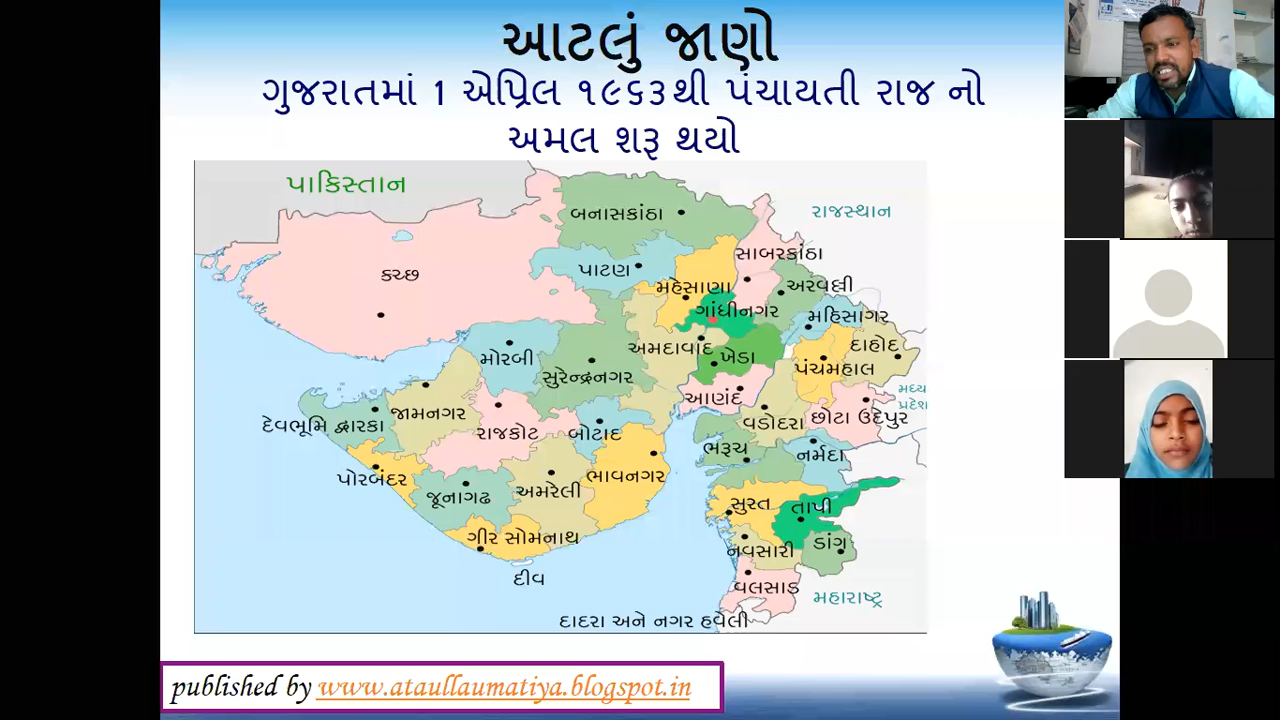 આટલું જાણો
ગુજરાતમાં 1 એપ્રિલ ૧૯૬૩થી પંચાયતી રાજ નો
અમલ શરૂ થયો
પાકિસ્તાન
રાજસ્થાન
બનાસકાંઠા
સાબરકાંઠા
પાટણ
કચ્છ
મહેસાણા
અરવલ્લી
ગાંધીનગર
મહિસાગર
અમદાવાદ
દાહોદ
મોરબી
ખેડા
પંચમહાલ
સુરેન્દ્રનગર
મધ્ય
પ્રદેશ
આણંદ
જામનગર
છોટા ઉદેપુર
વડોદરા
દેવભૂમિ દ્વારકા
રાજકોટ
બોટાદ
ભરૂચ
નર્મદા
પોરબંદર
ભાવનગર
જૂનાગઢ
અમરેલી
સુરત
તાપી
ગીર સોમનાથ
નવસારી
ડાંગ
દીવ
વલસાડ
મહારાષ્ટ્ર
દાદરા અને નગર હવેલી
published by www.ataullaumatiya.blogspot.in